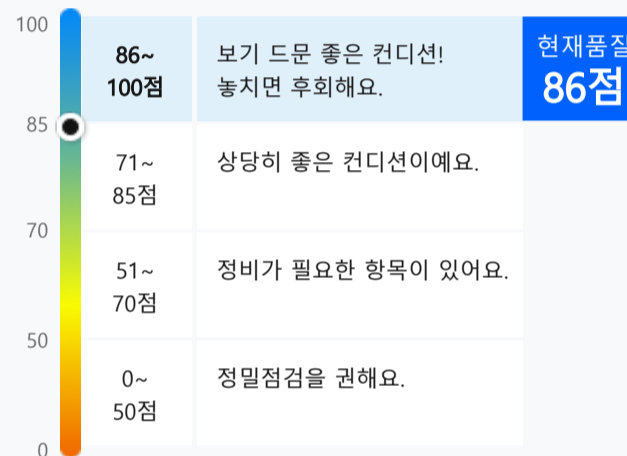 100
86~
100점
보기 드문 좋은 컨디션!
놓치면 후회해요.
현재품질
86점
85
71~
85점
상당히 좋은 컨디션이예요.
70
51~
70점
정비가 필요한 항목이 있어요.
50
0~
50점
정밀점검을 권해요.
0